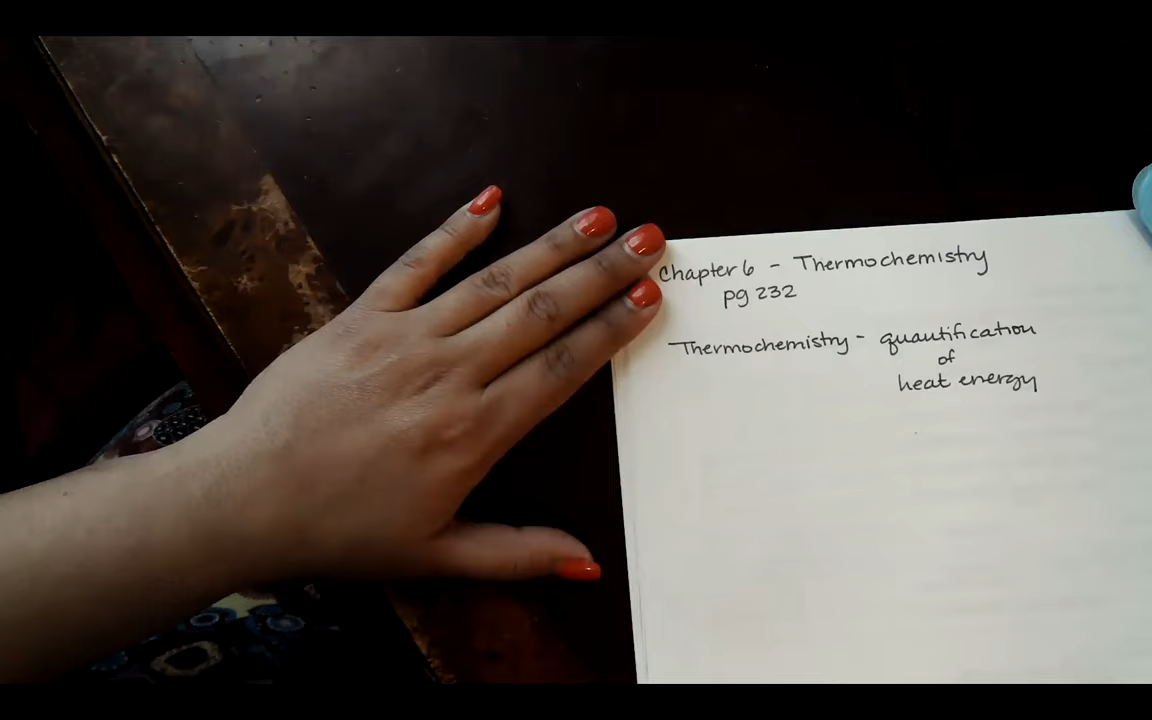 Chapter 6 - Thermochemistry
pg 232
Thermochemistry - quantification
of
heat energy